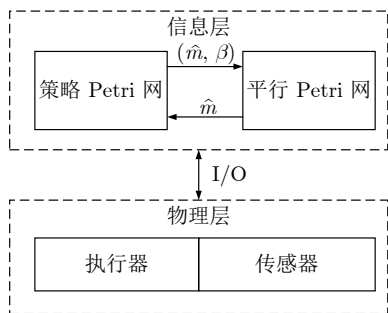 信息层
(m̂, β)
策略 Petri 网
平行 Petri 网
m̂
I/O
物理层
执行器
传感器